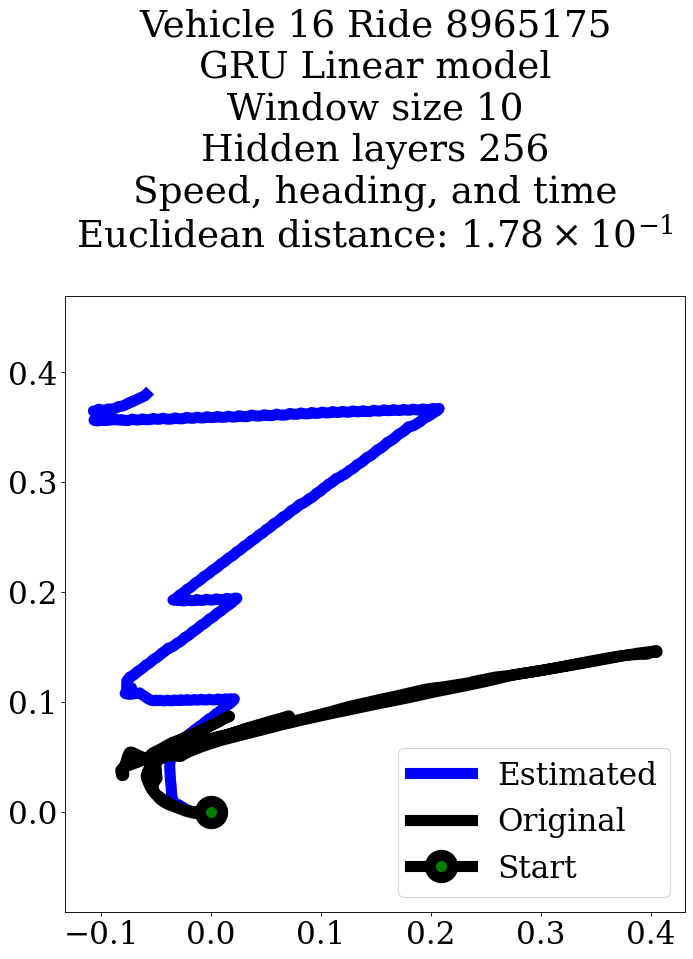 Vehicle 16 Ride 8965175
GRU Linear model
Window size 10
Hidden layers 256
Speed, heading, and time
Euclidean distance: 1.78 × 10⁻¹
0.4
0.3
0.2
0.1
0.0
Estimated
Original
Start
−0.1 0.0 0.1 0.2 0.3 0.4